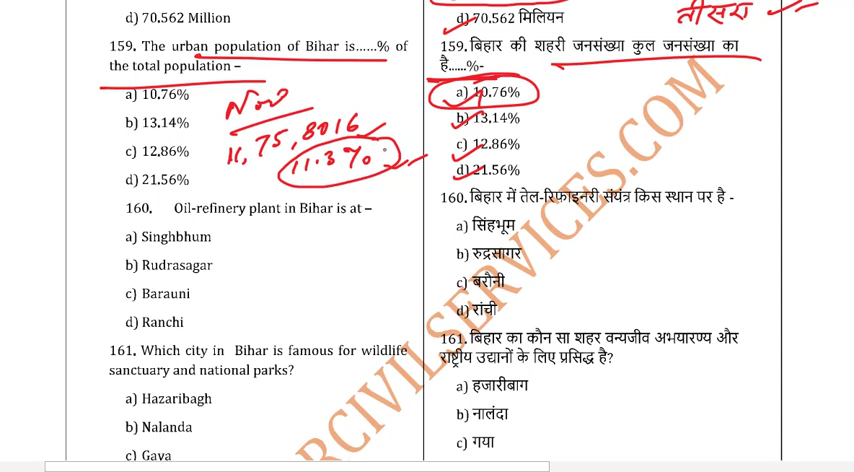 d) 70.562 Million
159. The urban population of Bihar is......% of
the total population –
a) 10.76%
b) 13.14%
c) 12.86%
d) 21.56%
11,75,8016
11.3%
160. Oil-refinery plant in Bihar is at –
a) Singhbhum
b) Rudrasagar
c) Barauni
d) Ranchi
161. Which city in Bihar is famous for wildlife
sanctuary and national parks?
a) Hazaribagh
b) Nalanda
c) Gaya
d) 70.562 मिलियन
तीसरा
159. बिहार की शहरी जनसंख्या कुल जनसंख्या का
है......%-
a) 10.76%
b) 13.14%
c) 12.86%
d) 21.56%
160. बिहार में तेल-रिफाइनरी संयंत्र किस स्थान पर है -
a) सिंहभूम
b) रुद्रसागर
c) बरौनी
d) रांची
161. बिहार का कौन सा शहर वन्यजीव अभयारण्य और
राष्ट्रीय उद्यानों के लिए प्रसिद्ध है?
a) हजारीबाग
b) नालंदा
c) गया
RCIVILSERVICES.COM